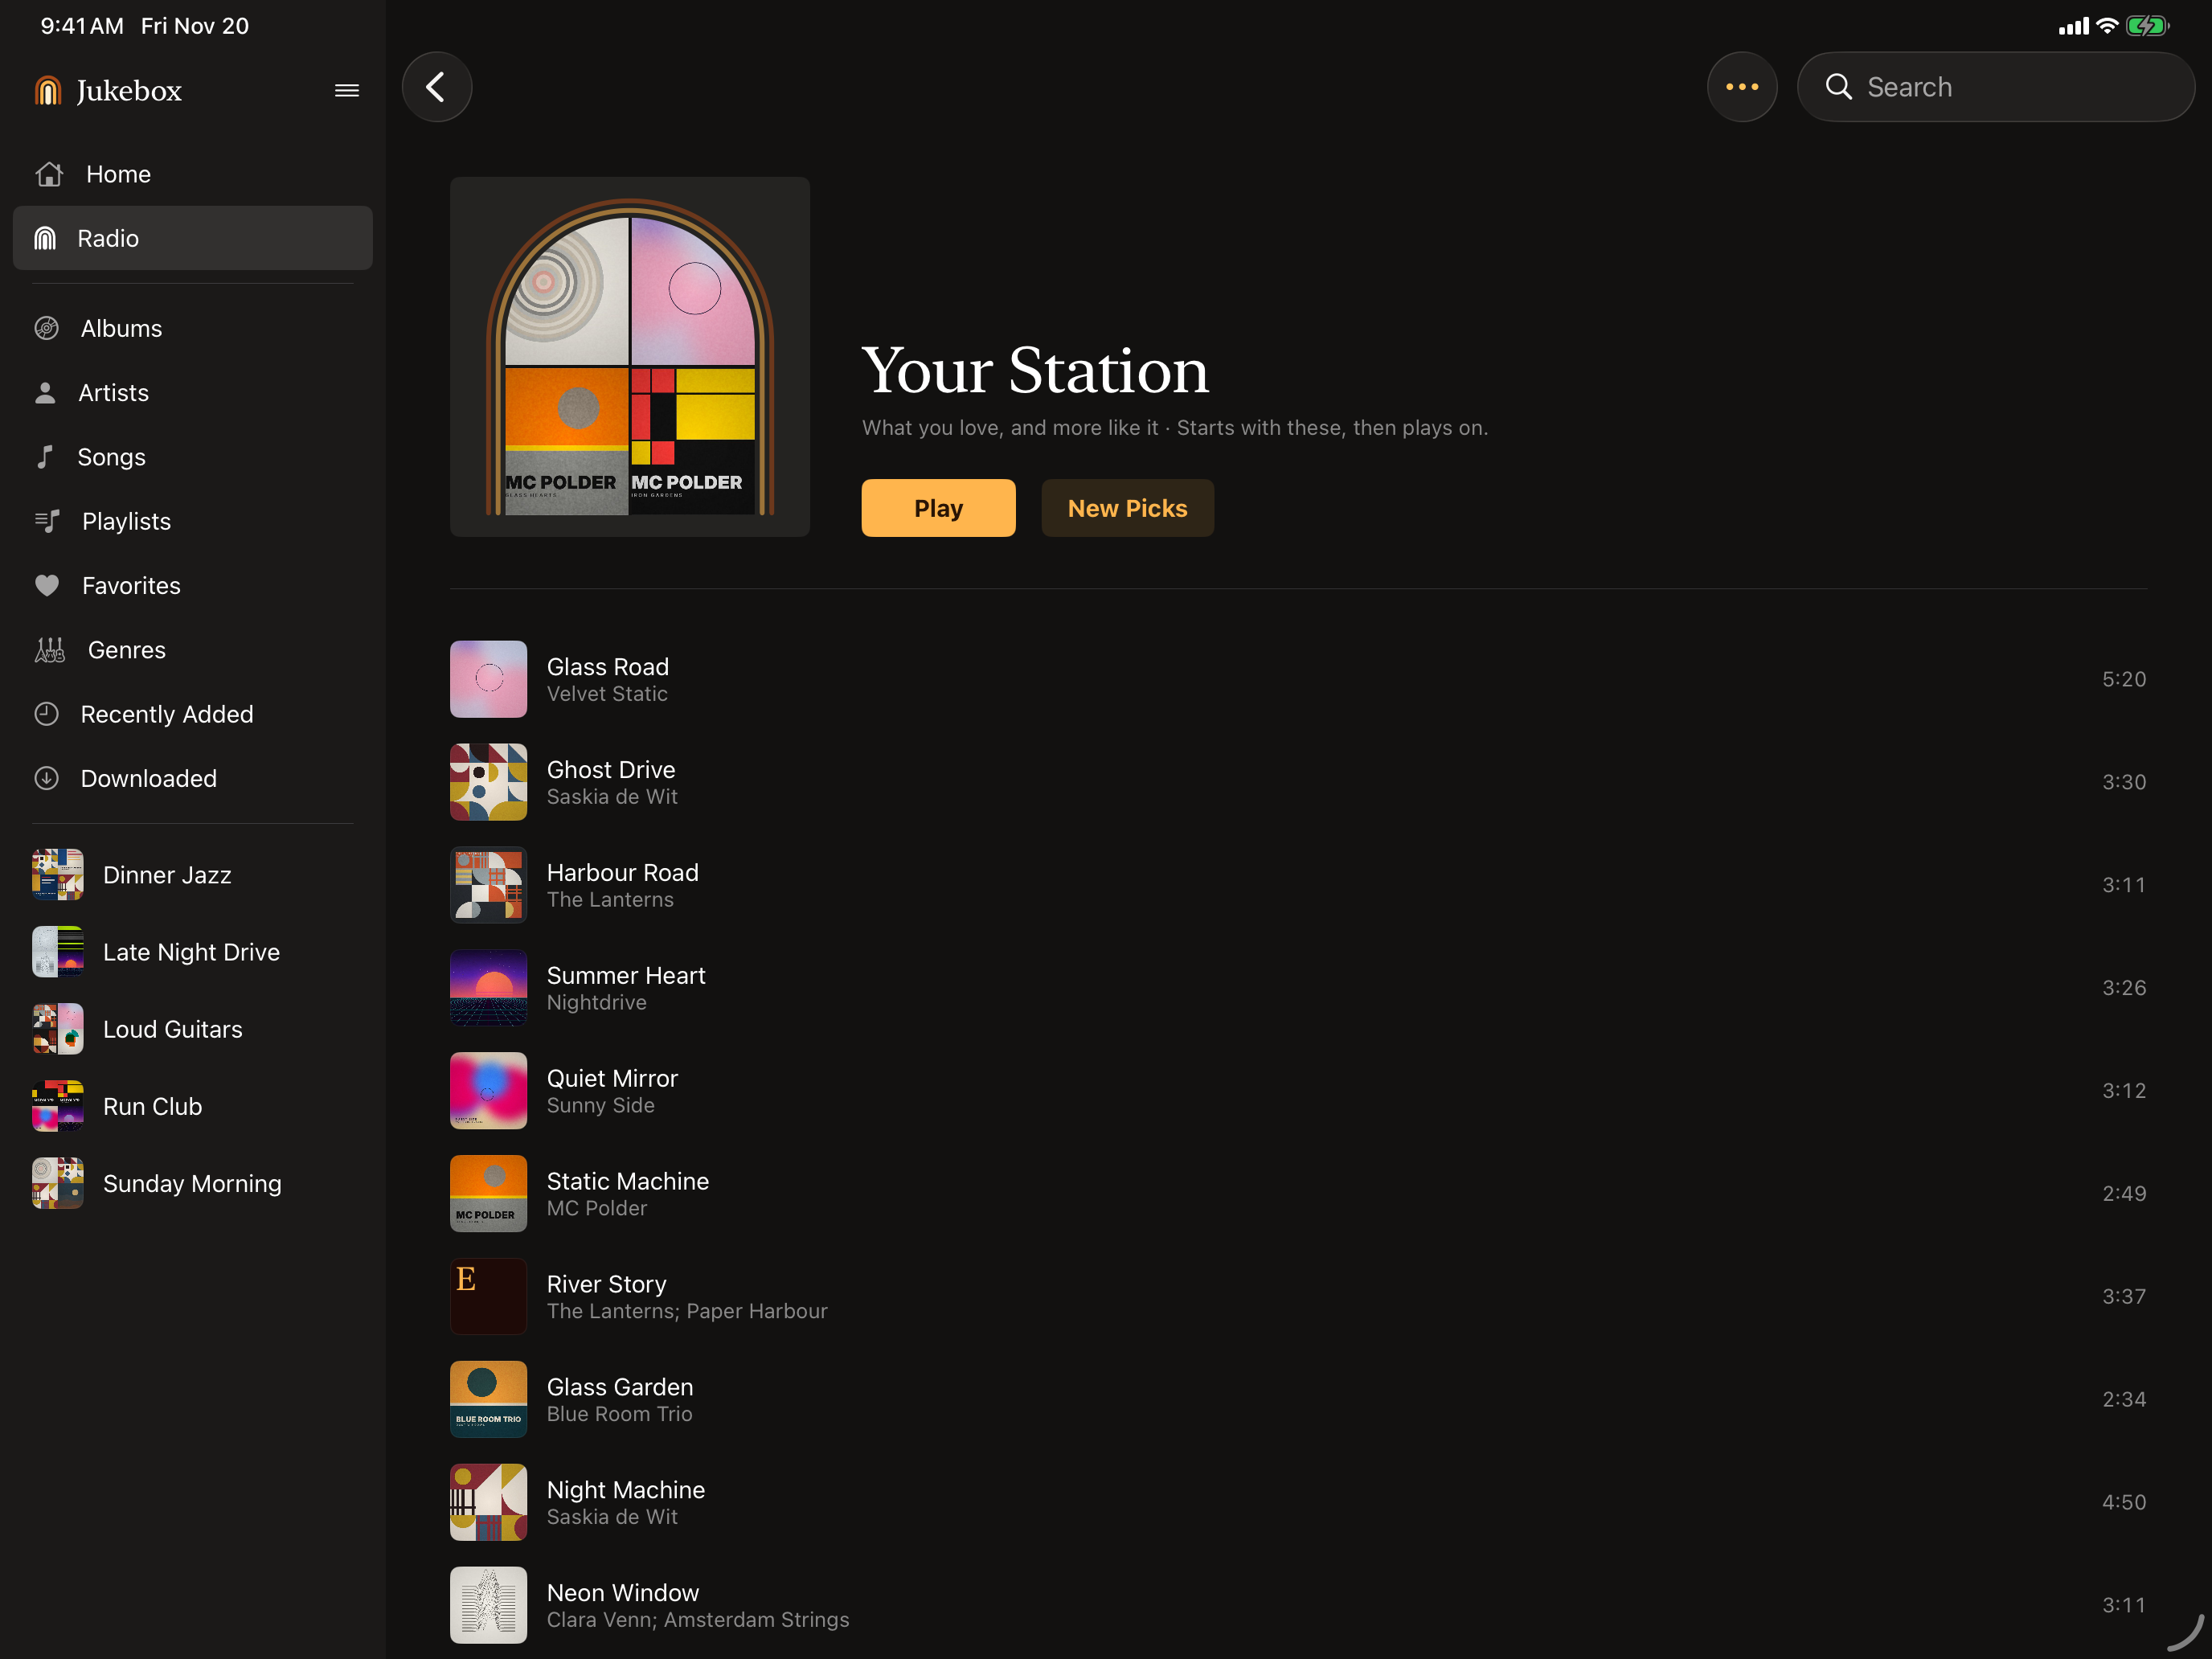 9:41 AM Fri Nov 20
Jukebox
Search
Home
Radio
Albums
Artists
Songs
Playlists
Favorites
Genres
Recently Added
Downloaded
Dinner Jazz
Late Night Drive
Loud Guitars
Run Club
Sunday Morning
MC POLDER
GLASS HEARTS
MC POLDER
IRON GARDENS
Your Station
What you love, and more like it · Starts with these, then plays on.
Play
New Picks
Glass Road
Velvet Static
5:20
Ghost Drive
Saskia de Wit
3:30
Harbour Road
The Lanterns
3:11
Summer Heart
Nightdrive
3:26
Quiet Mirror
Sunny Side
3:12
MC POLDER
Static Machine
MC Polder
2:49
E
River Story
The Lanterns; Paper Harbour
3:37
BLUE ROOM TRIO
Glass Garden
Blue Room Trio
2:34
Night Machine
Saskia de Wit
4:50
Neon Window
Clara Venn; Amsterdam Strings
3:11